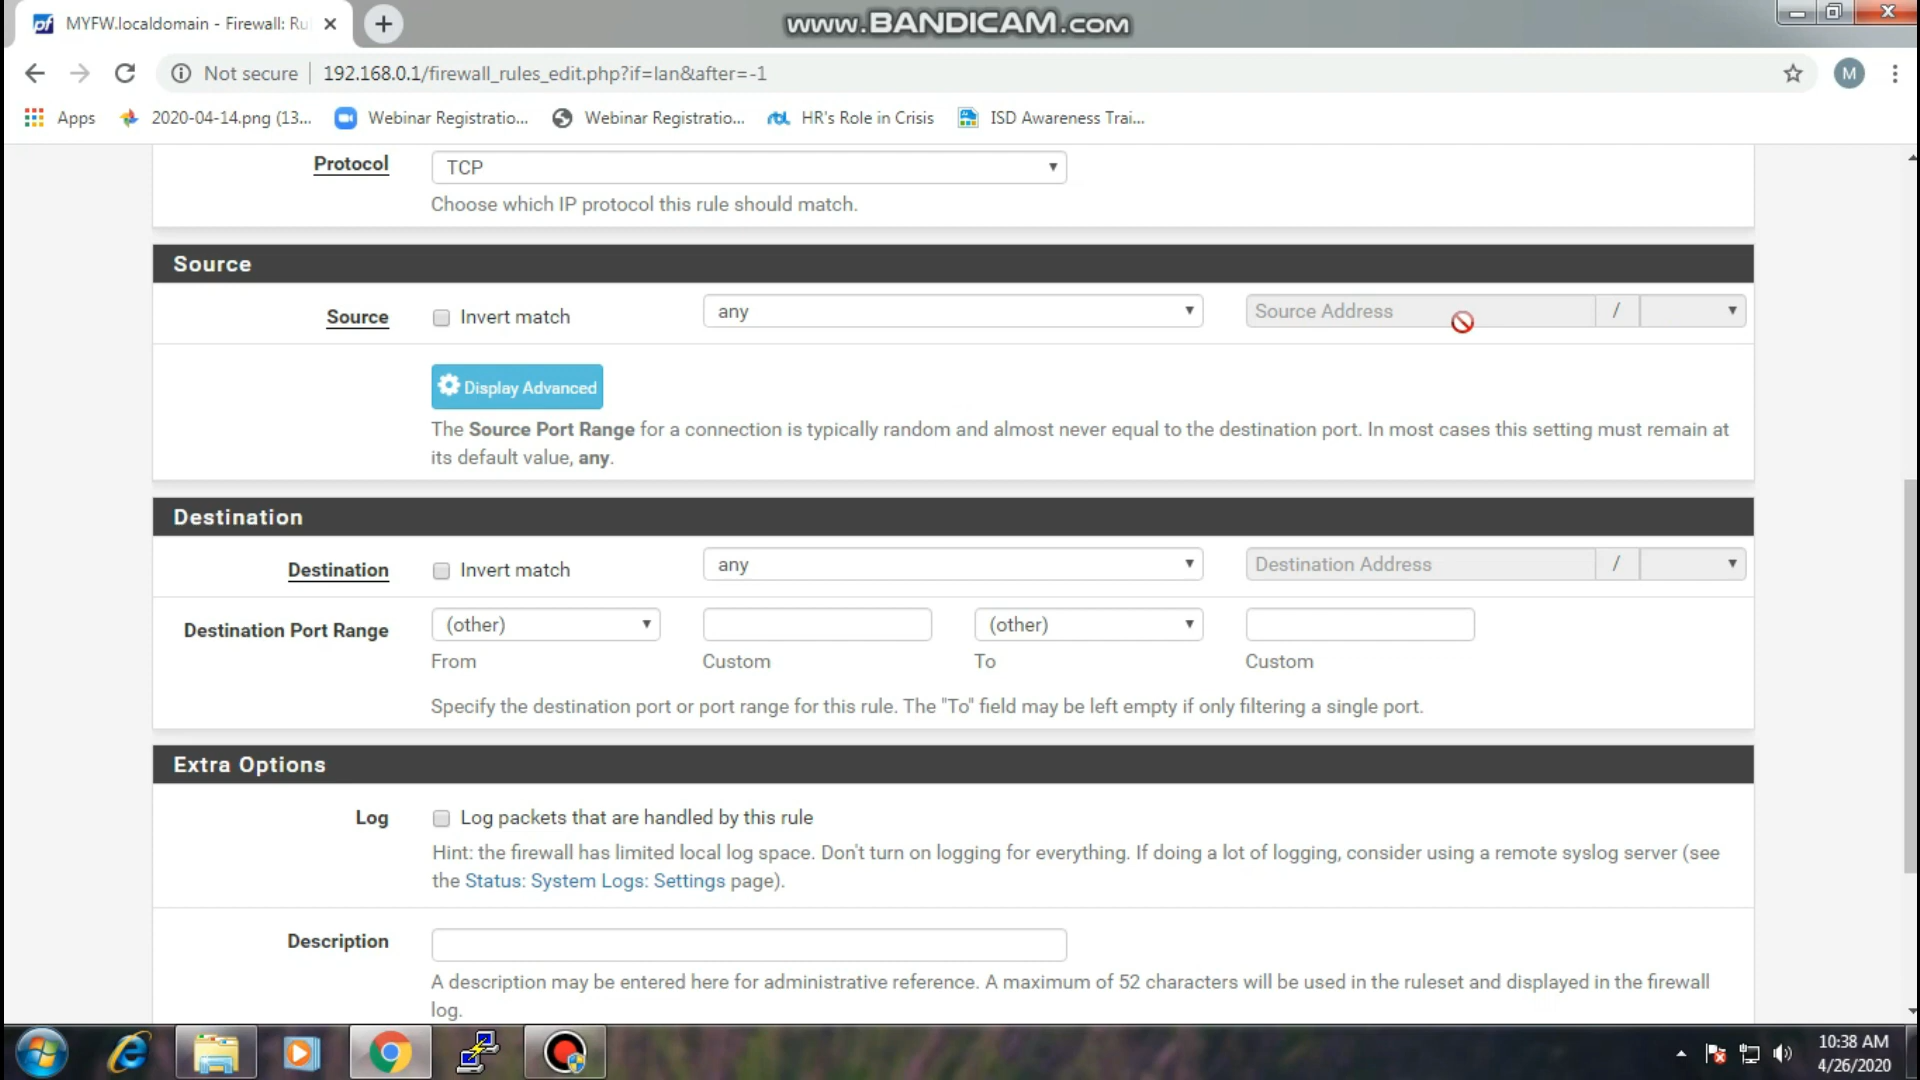 MYFW.localdomain - Firewall: Ru
www.BANDICAM.com
Not secure
192.168.0.1/firewall_rules_edit.php?if=lan&after=-1
M
Apps
2020-04-14.png (13...
Webinar Registratio...
Webinar Registratio...
HR's Role in Crisis
ISD Awareness Trai...
Protocol
TCP
Choose which IP protocol this rule should match.
Source
Source
Invert match
any
Source Address
/
Display Advanced
The Source Port Range for a connection is typically random and almost never equal to the destination port. In most cases this setting must remain at
its default value, any.
Destination
Destination
Invert match
any
Destination Address
/
Destination Port Range
(other)
(other)
From
Custom
To
Custom
Specify the destination port or port range for this rule. The "To" field may be left empty if only filtering a single port.
Extra Options
Log
Log packets that are handled by this rule
Hint: the firewall has limited local log space. Don't turn on logging for everything. If doing a lot of logging, consider using a remote syslog server (see
the Status: System Logs: Settings page).
Description
A description may be entered here for administrative reference. A maximum of 52 characters will be used in the ruleset and displayed in the firewall
log.
10:38 AM
4/26/2020